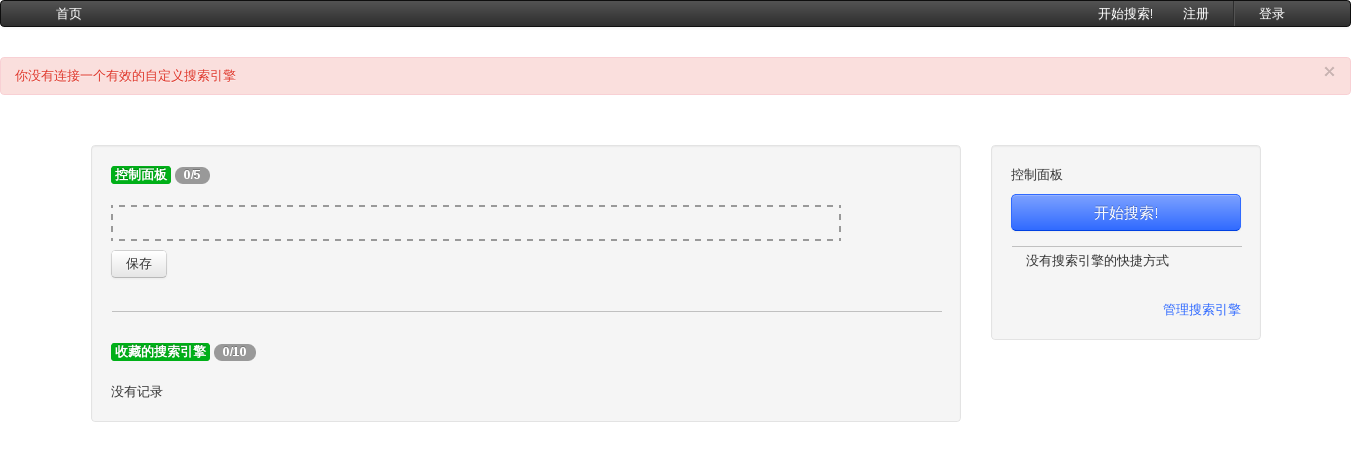 首页 开始搜索! 注册 登录
你没有连接一个有效的自定义搜索引擎 ×
控制面板 0/5
保存
收藏的搜索引擎 0/10
没有记录
控制面板
开始搜索!
没有搜索引擎的快捷方式
管理搜索引擎